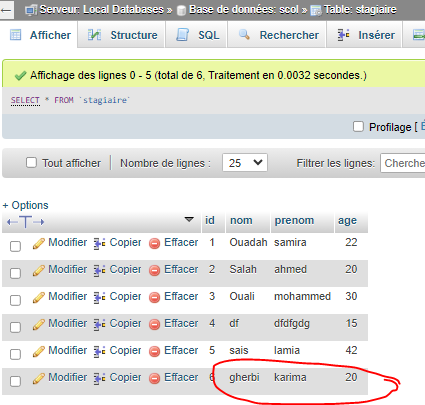 Serveur: Local Databases » Base de données: scol » Table: stagiaire
Afficher Structure SQL Rechercher Insérer
Affichage des lignes 0 - 5 (total de 6, Traitement en 0.0032 secondes.)
SELECT * FROM `stagiaire`
Profilage [
Tout afficher Nombre de lignes : 25 Filtrer les lignes: Cherche
+ Options
←T→ id nom prenom age
Modifier Copier Effacer 1 Ouadah samira 22
Modifier Copier Effacer 2 Salah ahmed 20
Modifier Copier Effacer 3 Ouali mohammed 30
Modifier Copier Effacer 4 df dfdfgdg 15
Modifier Copier Effacer 5 sais lamia 42
Modifier Copier Effacer 6 gherbi karima 20